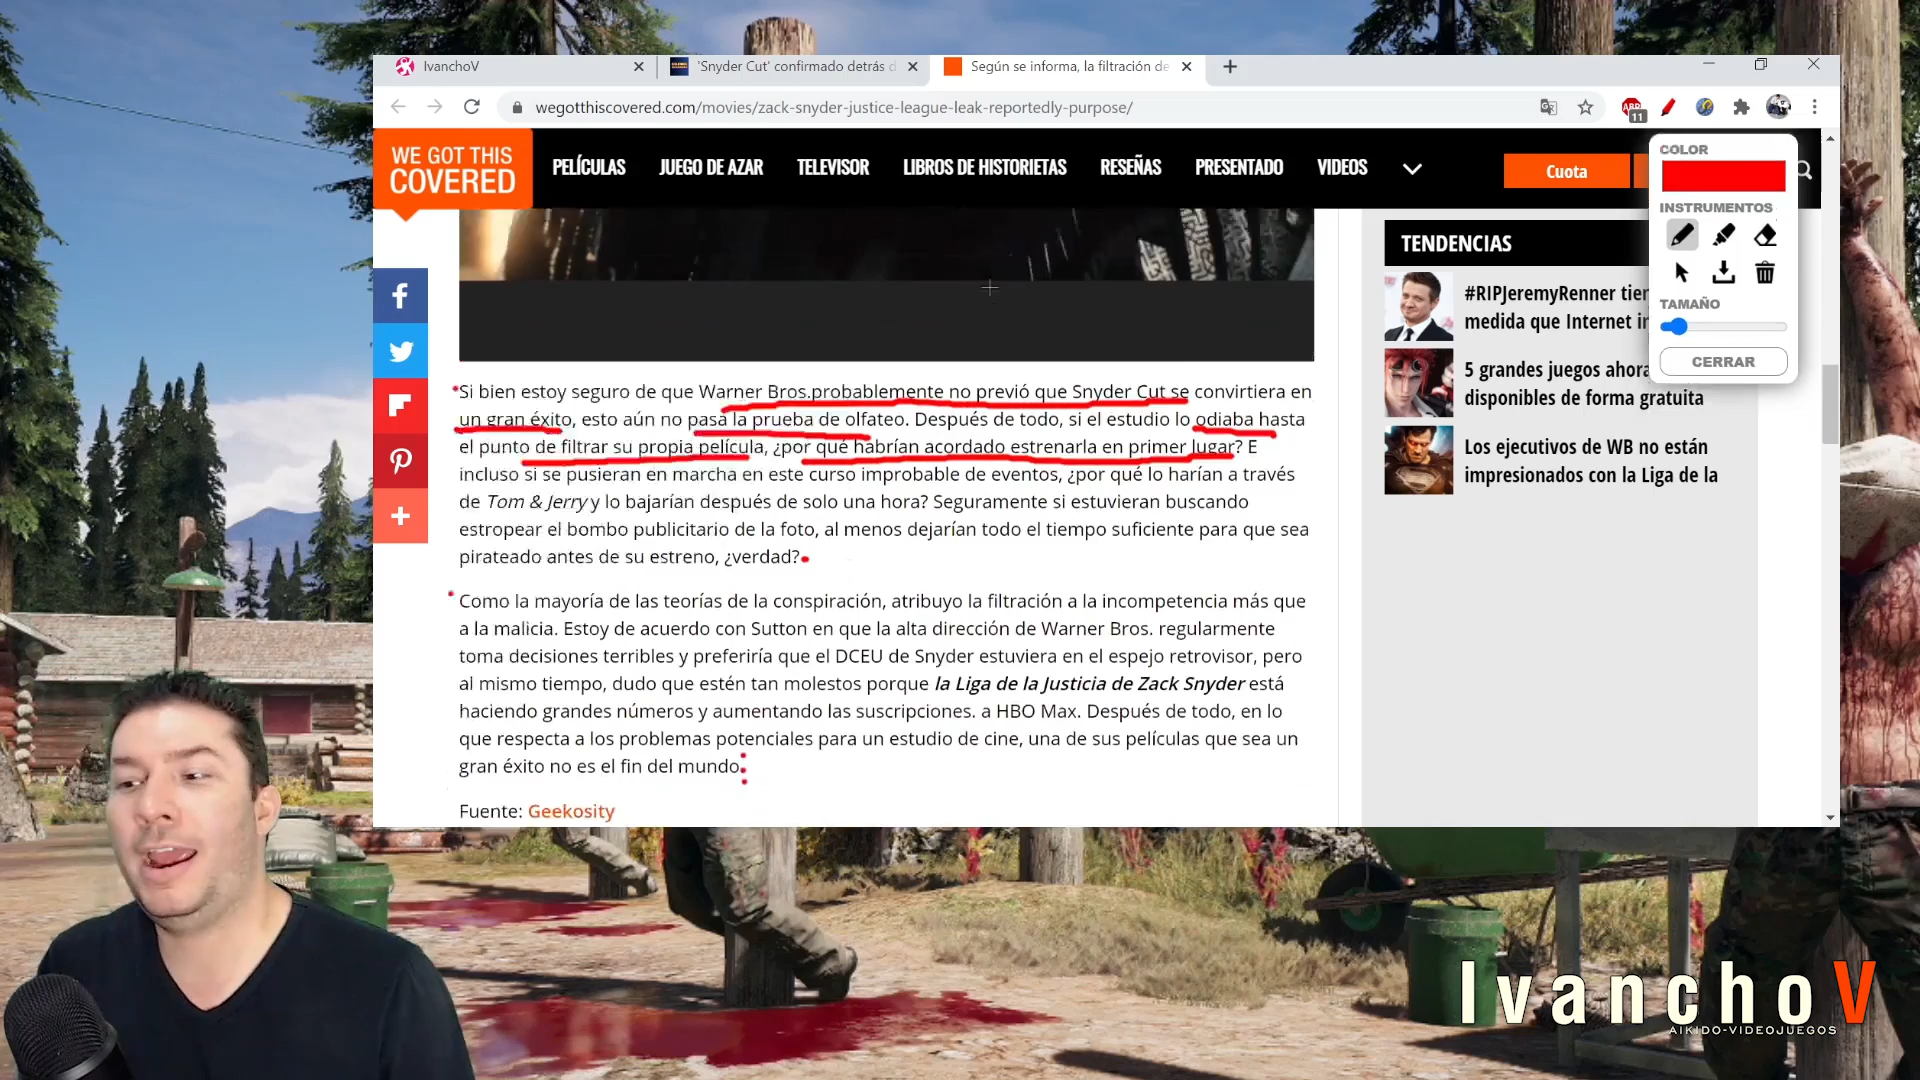 IvanchoV
'Snyder Cut' confirmado detrás d
Según se informa, la filtración de
wegotthiscovered.com/movies/zack-snyder-justice-league-leak-reportedly-purpose/
11
WE GOT THIS
COVERED
PELÍCULAS
JUEGO DE AZAR
TELEVISOR
LIBROS DE HISTORIETAS
RESEÑAS
PRESENTADO
VIDEOS
Cuota
COLOR
INSTRUMENTOS
TAMAÑO
CERRAR
Si bien estoy seguro de que Warner Bros.probablemente no previó que Snyder Cut se convirtiera en
un gran éxito, esto aún no pasa la prueba de olfateo. Después de todo, si el estudio lo odiaba hasta
el punto de filtrar su propia película, ¿por qué habrían acordado estrenarla en primer lugar? E
incluso si se pusieran en marcha en este curso improbable de eventos, ¿por qué lo harían a través
de Tom & Jerry y lo bajarían después de solo una hora? Seguramente si estuvieran buscando
estropear el bombo publicitario de la foto, al menos dejarían todo el tiempo suficiente para que sea
pirateado antes de su estreno, ¿verdad?
Como la mayoría de las teorías de la conspiración, atribuyo la filtración a la incompetencia más que
a la malicia. Estoy de acuerdo con Sutton en que la alta dirección de Warner Bros. regularmente
toma decisiones terribles y preferiría que el DCEU de Snyder estuviera en el espejo retrovisor, pero
al mismo tiempo, dudo que estén tan molestos porque la Liga de la Justicia de Zack Snyder está
haciendo grandes números y aumentando las suscripciones. a HBO Max. Después de todo, en lo
que respecta a los problemas potenciales para un estudio de cine, una de sus películas que sea un
gran éxito no es el fin del mundo.
Fuente: Geekosity
TENDENCIAS
#RIPJeremyRenner tien
medida que Internet in
5 grandes juegos ahora
disponibles de forma gratuita
Los ejecutivos de WB no están
impresionados con la Liga de la
IvanchoV
AIKIDO-VIDEOJUEGOS